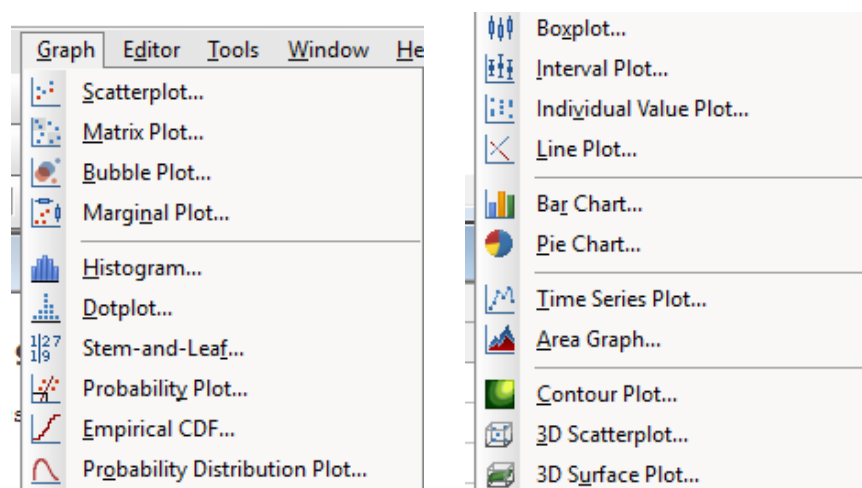 Graph Editor Tools Window He
Scatterplot...
Matrix Plot...
Bubble Plot...
Marginal Plot...
Histogram...
Dotplot...
Stem-and-Leaf...
Probability Plot...
Empirical CDF...
Probability Distribution Plot...
Boxplot...
Interval Plot...
Individual Value Plot...
Line Plot...
Bar Chart...
Pie Chart...
Time Series Plot...
Area Graph...
Contour Plot...
3D Scatterplot...
3D Surface Plot...